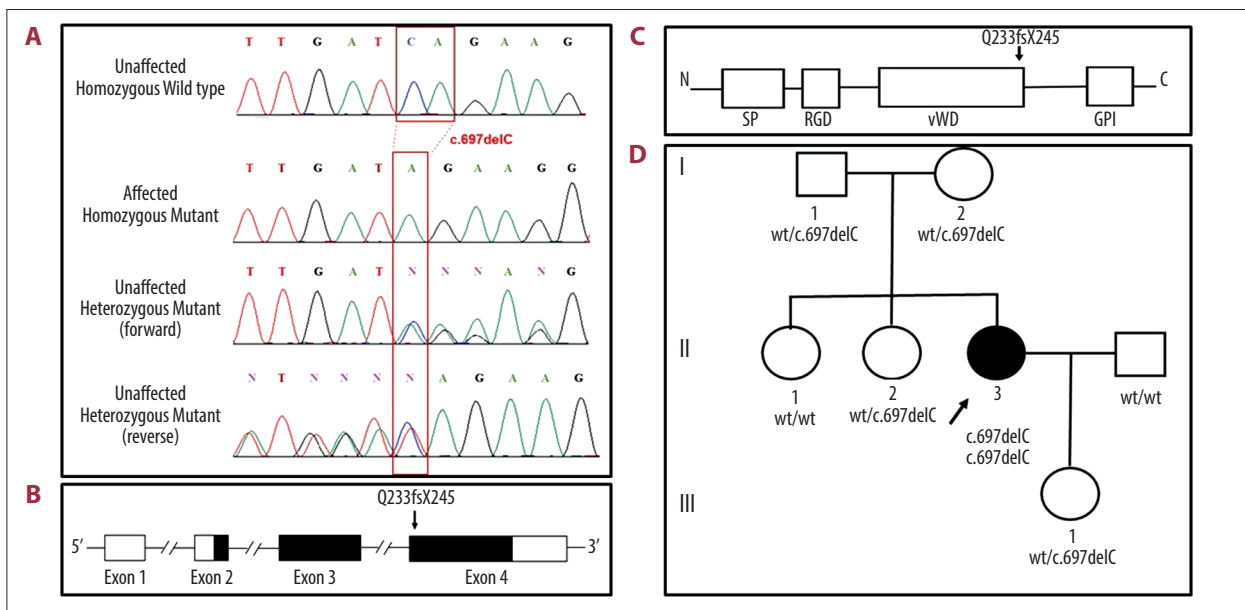 A
T T G A T C A G A A G
Unaffected
Homozygous Wild type
c.697delC
T T G A T A G A A G G
Affected
Homozygous Mutant
T T G A T N N N A N G
Unaffected
Heterozygous Mutant
(forward)
N T N N N N A G A A G
Unaffected
Heterozygous Mutant
(reverse)
B
Q233fsX245
5′ 3′
Exon 1 Exon 2 Exon 3 Exon 4
C
Q233fsX245
N C
SP RGD vWD GPI
D
I
1 2
wt/c.697delC wt/c.697delC
II
1 2 3
wt/wt wt/c.697delC wt/wt
c.697delC
c.697delC
III
1
wt/c.697delC